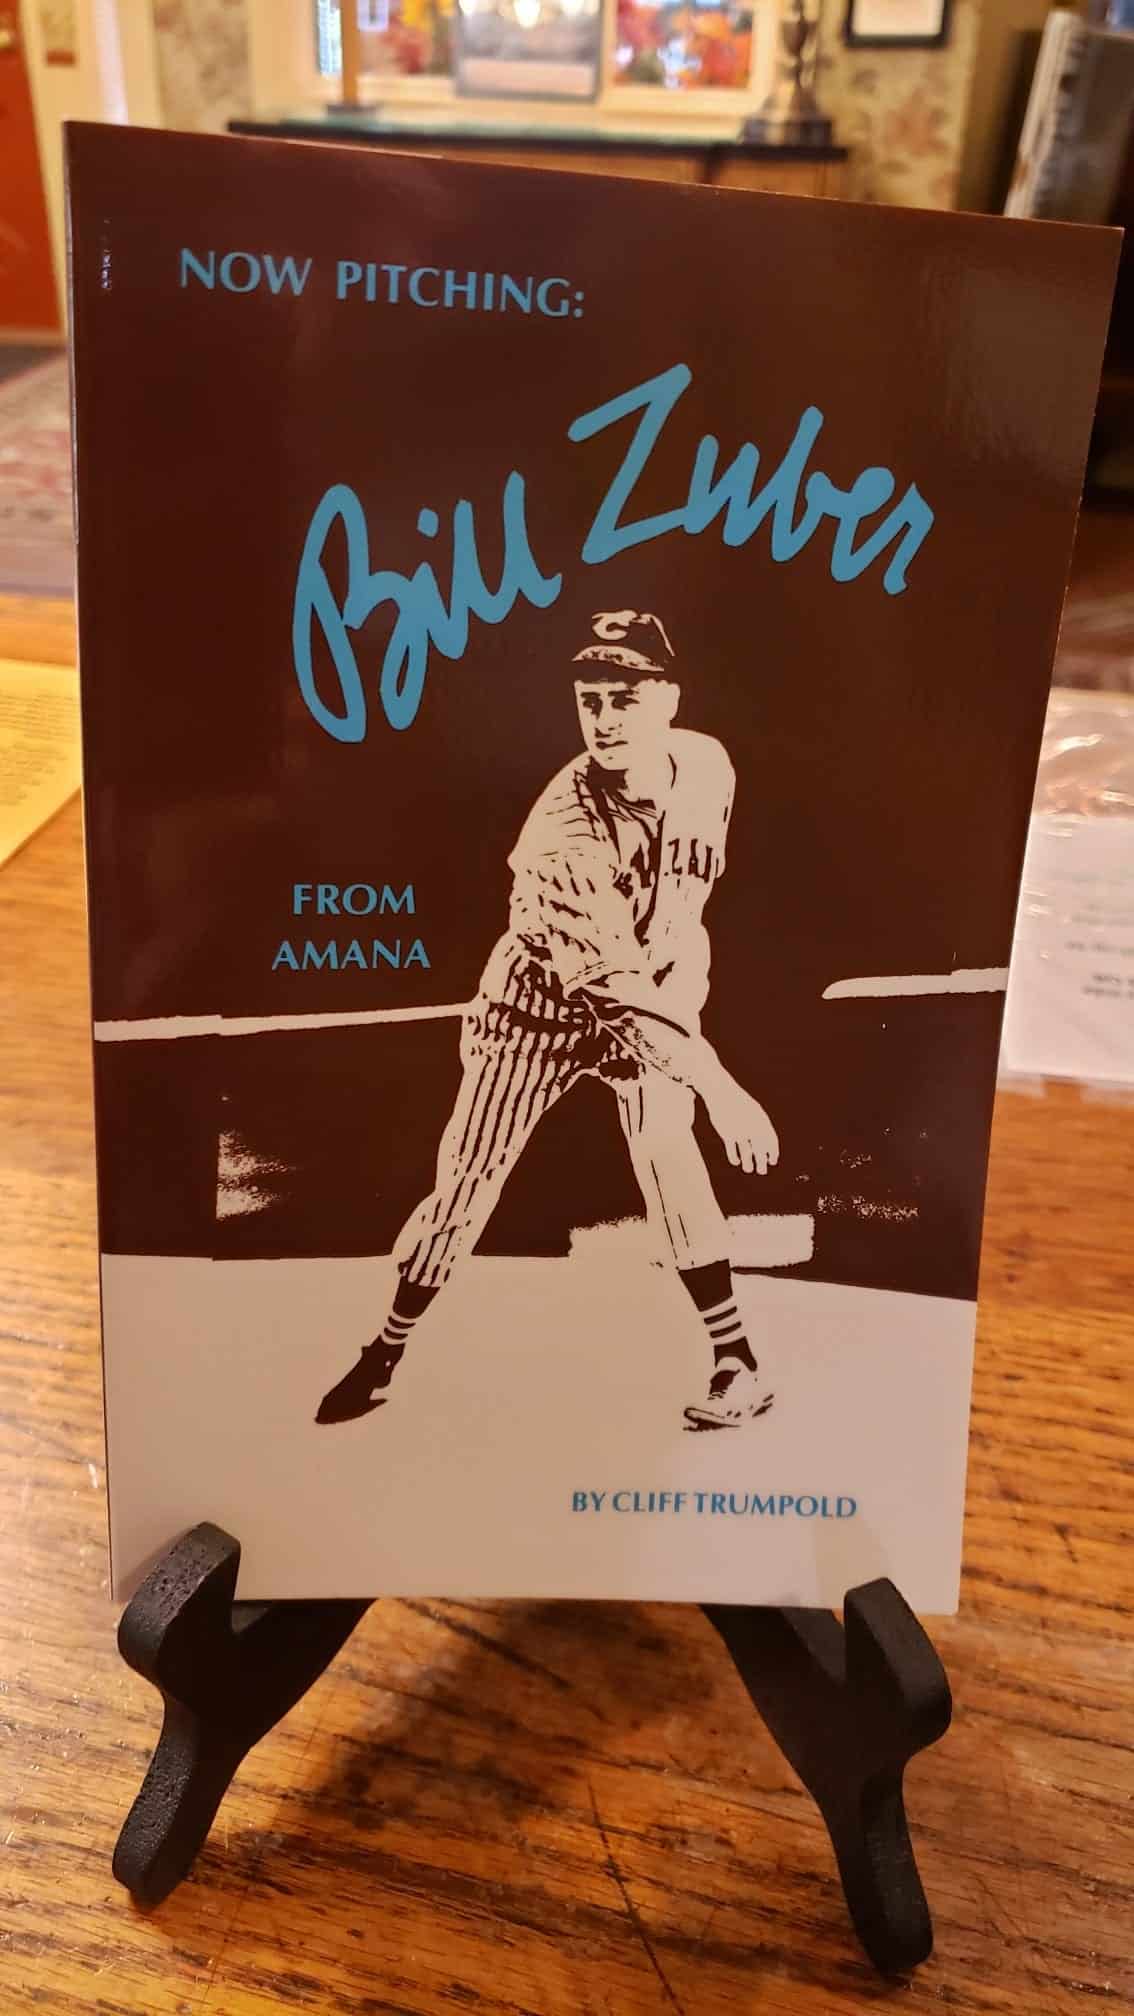 NOW PITCHING:
Bill Zuber
C
FROM
AMANA
BY CLIFF TRUMPOLD